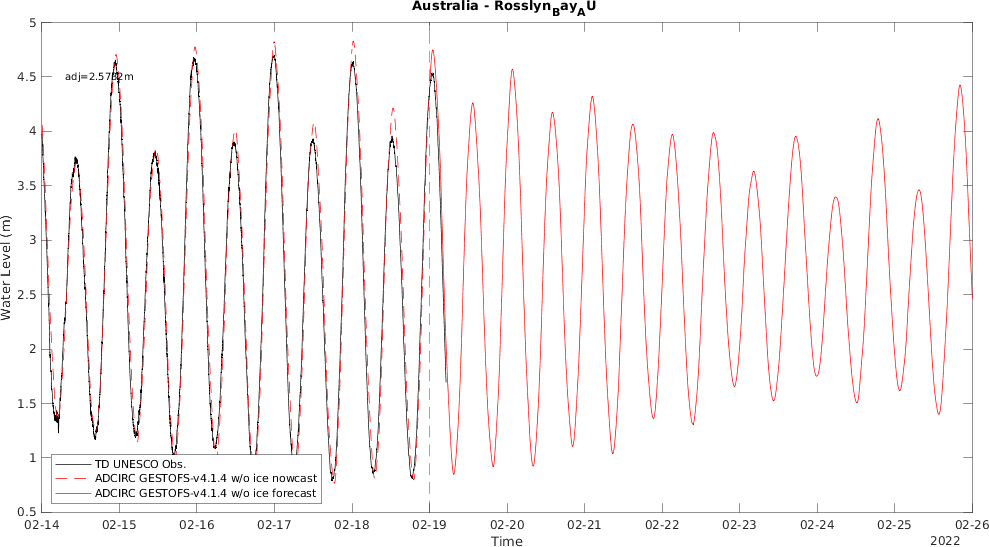 Australia - RosslynBayAU
5
adj=2.5732m
4.5
4
3.5
3
2.5
2
1.5
1
0.5
Water Level (m)
TD UNESCO Obs.
ADCIRC GESTOFS-v4.1.4 w/o ice nowcast
ADCIRC GESTOFS-v4.1.4 w/o ice forecast
02-14 02-15 02-16 02-17 02-18 02-19 02-20 02-21 02-22 02-23 02-24 02-25 02-26
Time
2022